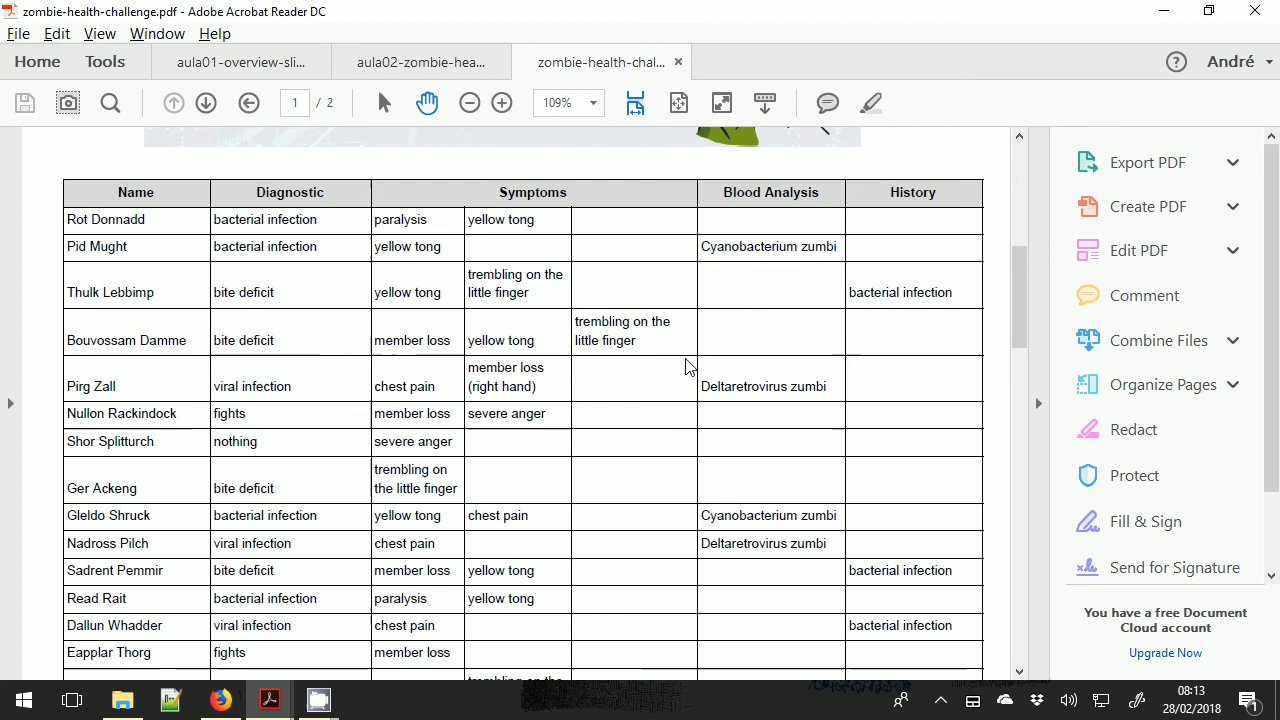 zombie-health-challenge.pdf - Adobe Acrobat Reader DC
File Edit View Window Help
Home Tools aula01-overview-sli... aula02-zombie-hea... zombie-health-chal... × ? André
1 / 2 109%
Export PDF
Create PDF
Edit PDF
Comment
Combine Files
Organize Pages
Redact
Protect
Fill & Sign
Send for Signature
You have a free Document
Cloud account
Upgrade Now
Name Diagnostic Symptoms Blood Analysis History
Rot Donnadd bacterial infection paralysis yellow tong
Pid Mught bacterial infection yellow tong Cyanobacterium zumbi
trembling on the
Thulk Lebbimp bite deficit yellow tong little finger bacterial infection
trembling on the
Bouvossam Damme bite deficit member loss yellow tong little finger
member loss
Pirg Zall viral infection chest pain (right hand) Deltaretrovirus zumbi
Nullon Rackindock fights member loss severe anger
Shor Splitturch nothing severe anger
trembling on
Ger Ackeng bite deficit the little finger
Gleldo Shruck bacterial infection yellow tong chest pain Cyanobacterium zumbi
Nadross Pilch viral infection chest pain Deltaretrovirus zumbi
Sadrent Pemmir bite deficit member loss yellow tong bacterial infection
Read Rait bacterial infection paralysis yellow tong
Dallun Whadder viral infection chest pain bacterial infection
Eapplar Thorg fights member loss
08:13
28/02/2018
1